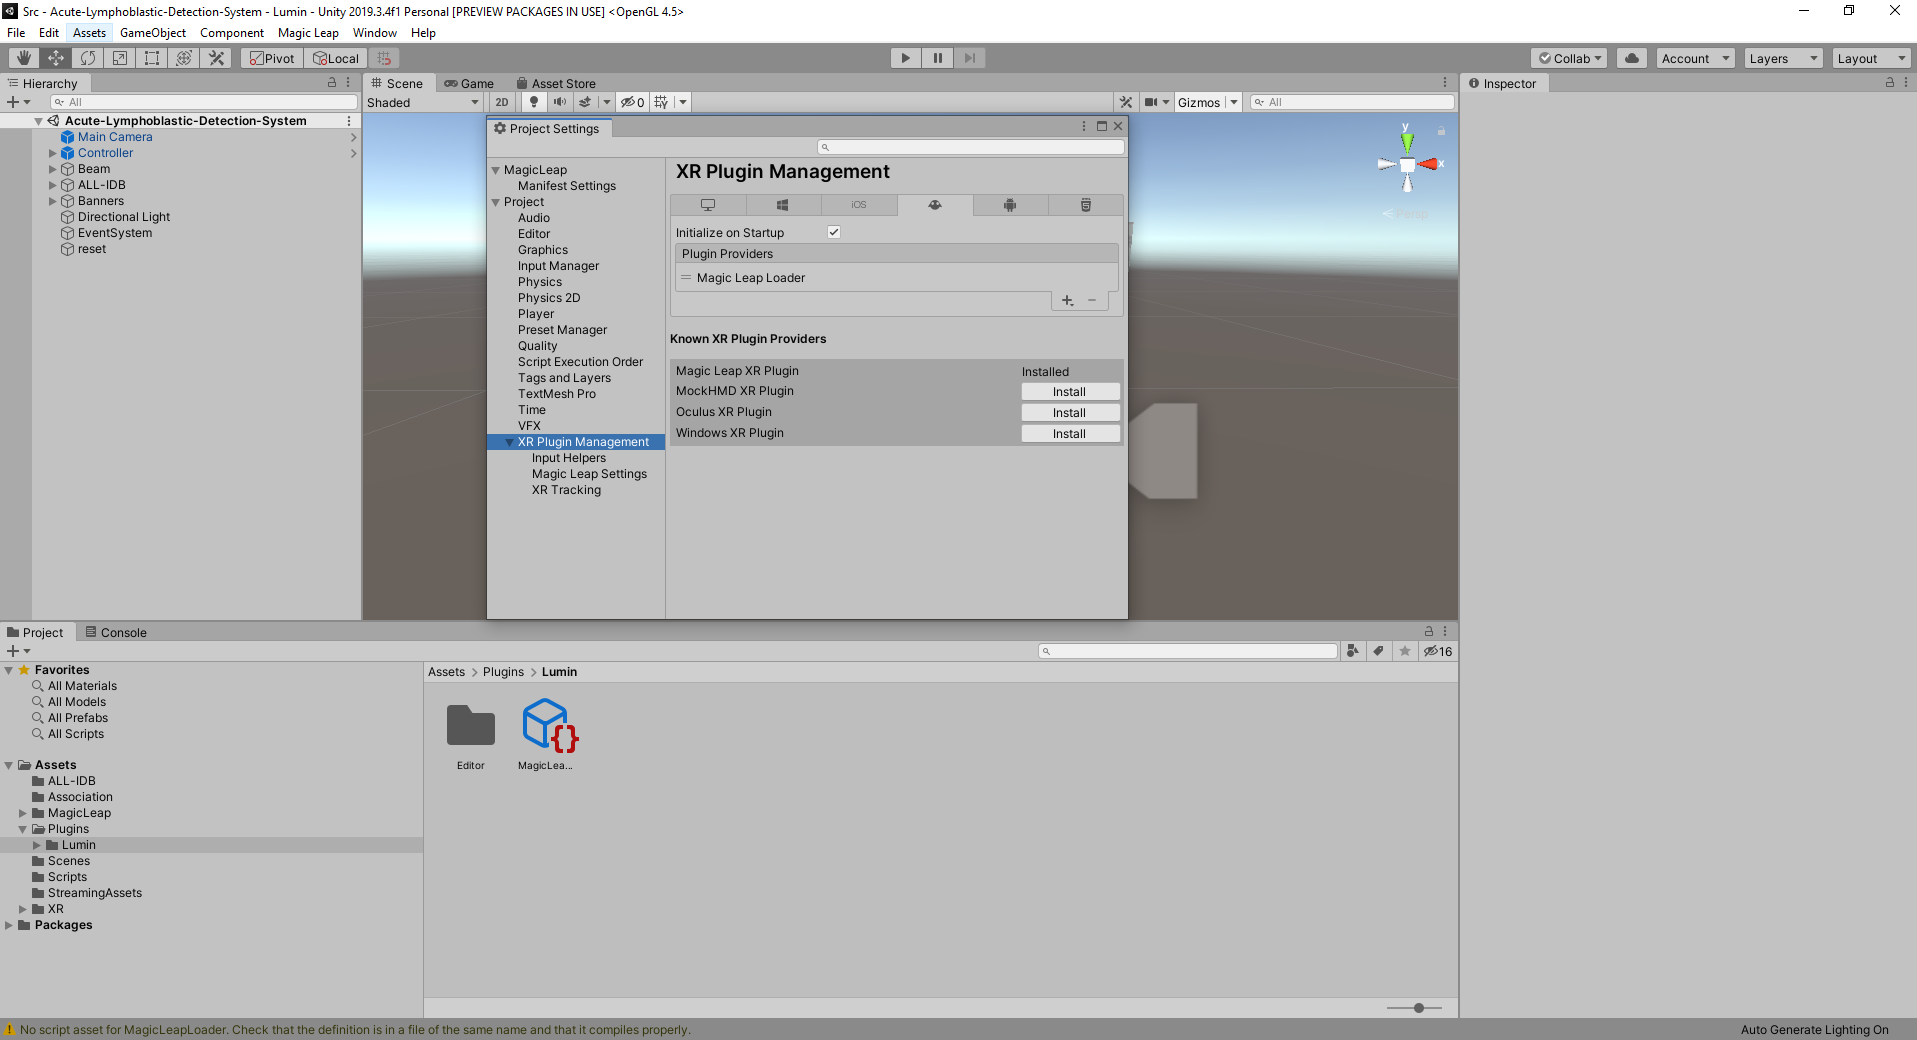 Src - Acute-Lymphoblastic-Detection-System - Lumin - Unity 2019.3.4f1 Personal [PREVIEW PACKAGES IN USE] <OpenGL 4.5>
File Edit Assets GameObject Component Magic Leap Window Help
Pivot Local Collab Account Layers Layout
Hierarchy
All
Acute-Lymphoblastic-Detection-System
Main Camera
Controller
Beam
ALL-IDB
Banners
Directional Light
EventSystem
reset
Scene Game Asset Store
Shaded 2D 0 Gizmos All
y
x
Persp
Project Settings
MagicLeap
Manifest Settings
Project
Audio
Editor
Graphics
Input Manager
Physics
Physics 2D
Player
Preset Manager
Quality
Script Execution Order
Tags and Layers
TextMesh Pro
Time
VFX
XR Plugin Management
Input Helpers
Magic Leap Settings
XR Tracking
XR Plugin Management
iOS
Initialize on Startup
Plugin Providers
Magic Leap Loader
Known XR Plugin Providers
Magic Leap XR Plugin Installed
MockHMD XR Plugin Install
Oculus XR Plugin Install
Windows XR Plugin Install
Inspector
Project Console
16
Favorites
All Materials
All Models
All Prefabs
All Scripts
Assets
ALL-IDB
Association
MagicLeap
Plugins
Lumin
Scenes
Scripts
StreamingAssets
XR
Packages
Assets > Plugins > Lumin
Editor MagicLea...
No script asset for MagicLeapLoader. Check that the definition is in a file of the same name and that it compiles properly.
Auto Generate Lighting On